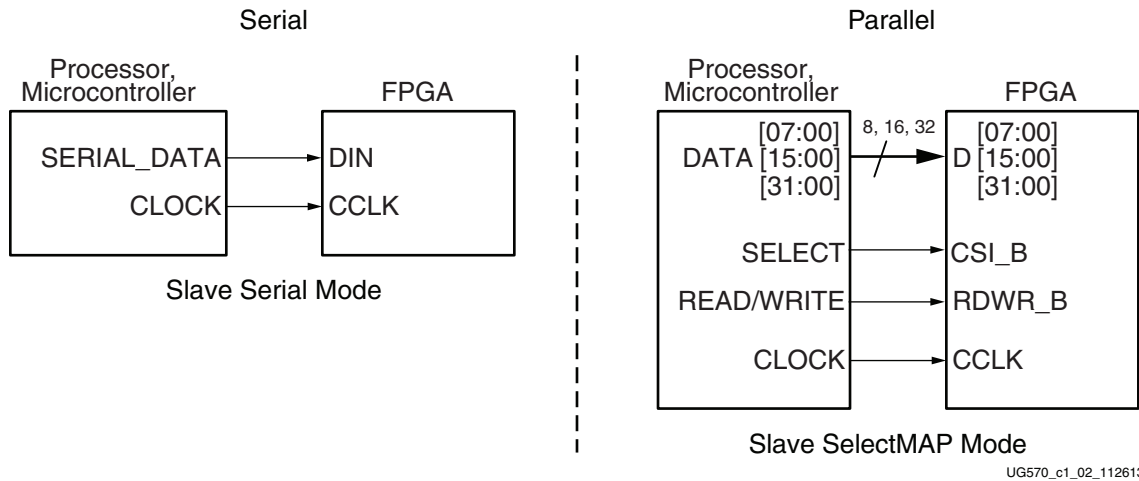 Serial
Processor,
Microcontroller
FPGA
SERIAL_DATA
DIN
CLOCK
CCLK
Slave Serial Mode
Parallel
Processor,
Microcontroller
FPGA
8, 16, 32
[07:00]
DATA [15:00]
[31:00]
[07:00]
D [15:00]
[31:00]
SELECT
CSI_B
READ/WRITE
RDWR_B
CLOCK
CCLK
Slave SelectMAP Mode
UG570_c1_02_112613